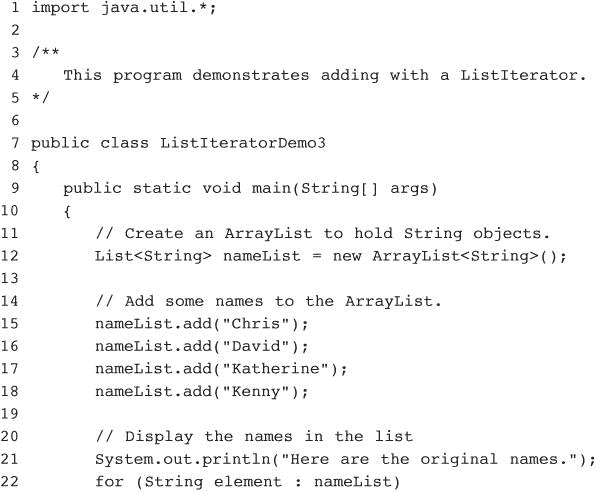 1 import java.util.*;
2
3 /**
4    This program demonstrates adding with a ListIterator.
5 */
6
7 public class ListIteratorDemo3
8 {
9    public static void main(String[] args)
10    {
11       // Create an ArrayList to hold String objects.
12       List<String> nameList = new ArrayList<String>();
13
14       // Add some names to the ArrayList.
15       nameList.add("Chris");
16       nameList.add("David");
17       nameList.add("Katherine");
18       nameList.add("Kenny");
19
20       // Display the names in the list
21       System.out.println("Here are the original names.");
22       for (String element : nameList)